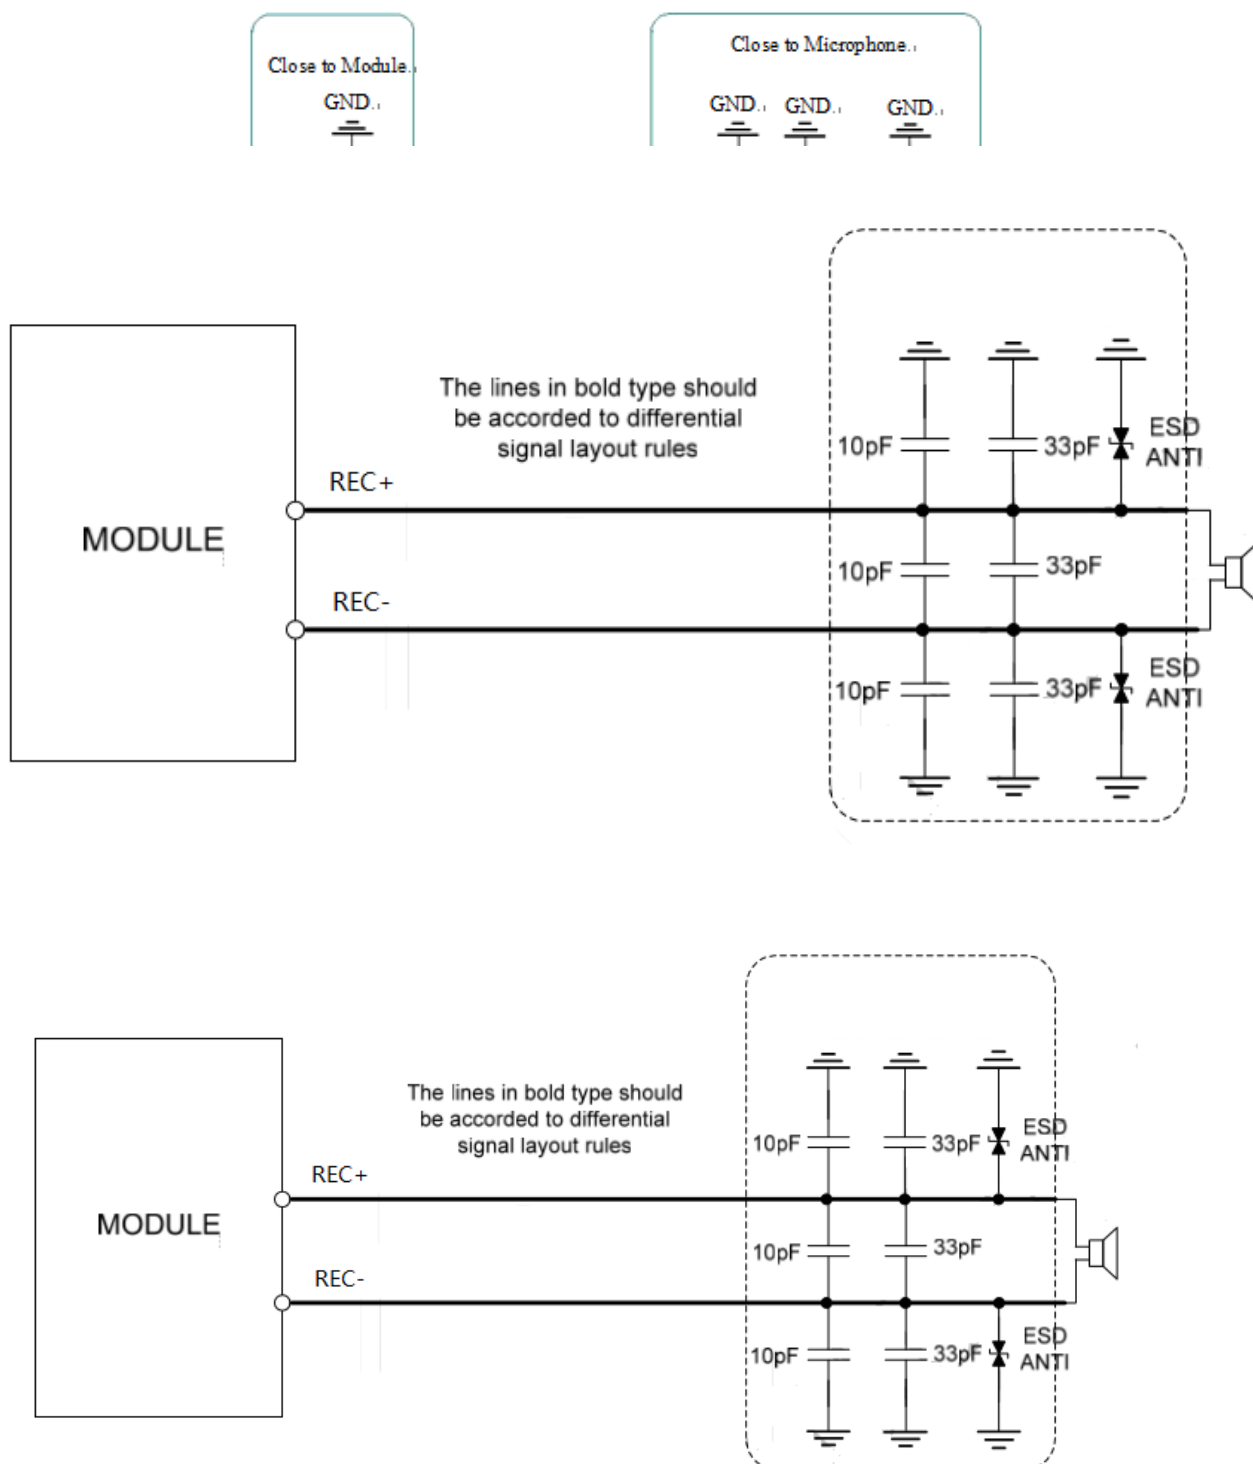 Close to Module.
GND.
Close to Microphone.
GND. GND. GND.
The lines in bold type should
be accorded to differential
signal layout rules
MODULE
REC+
REC-
10pF 33pF ESD
ANTI
10pF 33pF
10pF 33pF ESD
ANTI
The lines in bold type should
be accorded to differential
signal layout rules
MODULE
REC+
REC-
10pF 33pF ESD
ANTI
10pF 33pF
10pF 33pF ESD
ANTI